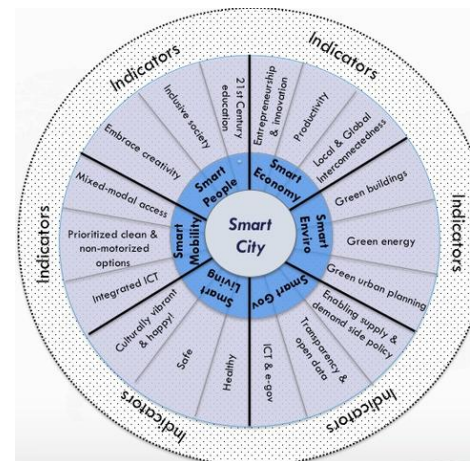 Smart
City
Smart
Economy
Entrepreneurship
& innovation
Productivity
Local & Global
Interconnectedness
Smart
Enviro
Green buildings
Green energy
Green urban planning
Smart Gov
Enabling supply &
demand side policy
Transparency &
open data
ICT & e-gov
Smart
Living
Healthy
Safe
Culturally vibrant
& happy!
Smart
Mobility
Integrated ICT
Prioritized clean &
non-motorized
options
Mixed-modal access
Smart
People
Embrace creativity
Inclusive society
21st Century
education
Indicators
Indicators
Indicators
Indicators
Indicators
Indicators